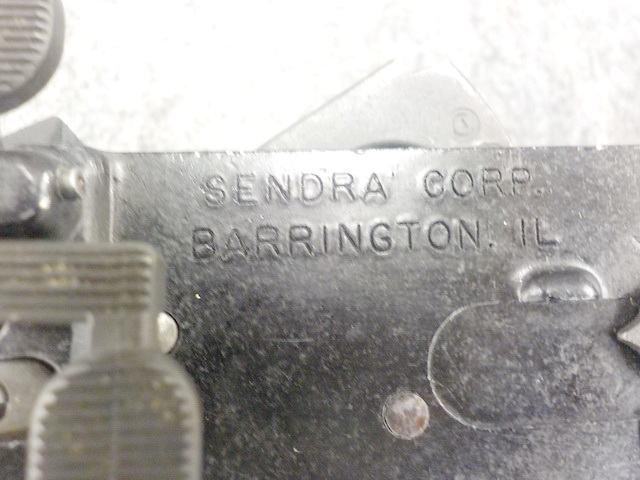 SENDRA CORP.
BARRINGTON, IL